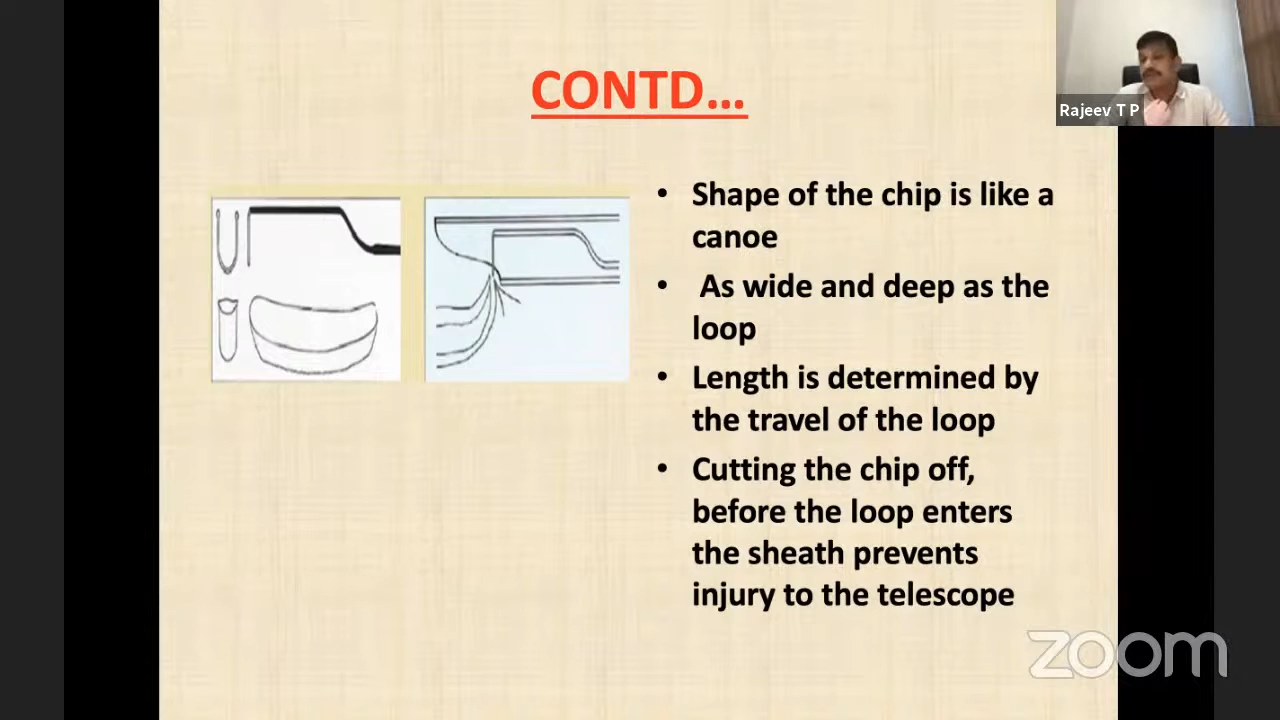 CONTD...
Rajeev T P
• Shape of the chip is like a
canoe
• As wide and deep as the
loop
• Length is determined by
the travel of the loop
• Cutting the chip off,
before the loop enters
the sheath prevents
injury to the telescope
zoom